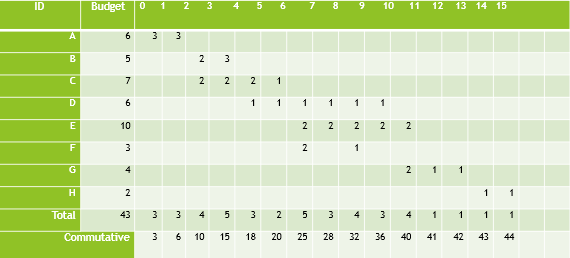 ID Budget 0 1 2 3 4 5 6 7 8 9 10 11 12 13 14 15
A 6 3 3
B 5 2 3
C 7 2 2 2 1
D 6 1 1 1 1 1 1
E 10 2 2 2 2 2
F 3 2 1
G 4 2 1 1
H 2 1 1
Total 43 3 3 4 5 3 2 5 3 4 3 4 1 1 1 1
Commutative 3 6 10 15 18 20 25 28 32 36 40 41 42 43 44